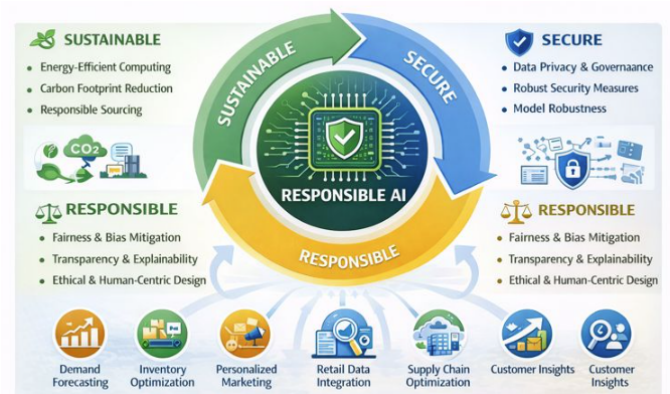 SUSTAINABLE
• Energy-Efficient Computing
• Carbon Footprint Reduction
• Responsible Sourcing
CO2
RESPONSIBLE
• Fairness & Bias Mitigation
• Transparency & Explainability
• Ethical & Human-Centric Design
SUSTAINABLE
SECURE
RESPONSIBLE AI
RESPONSIBLE
SECURE
• Data Privacy & Governaance
• Robust Security Measures
• Model Robustness
RESPONSIBLE
• Fairness & Bias Mitigation
• Transparency & Explainability
• Ethical & Human-Centric Design
Demand
Forecasting
Inventory
Optimization
Personalized
Marketing
Retail Data
Integration
Supply Chain
Optimization
Customer Insights
Customer
Insights